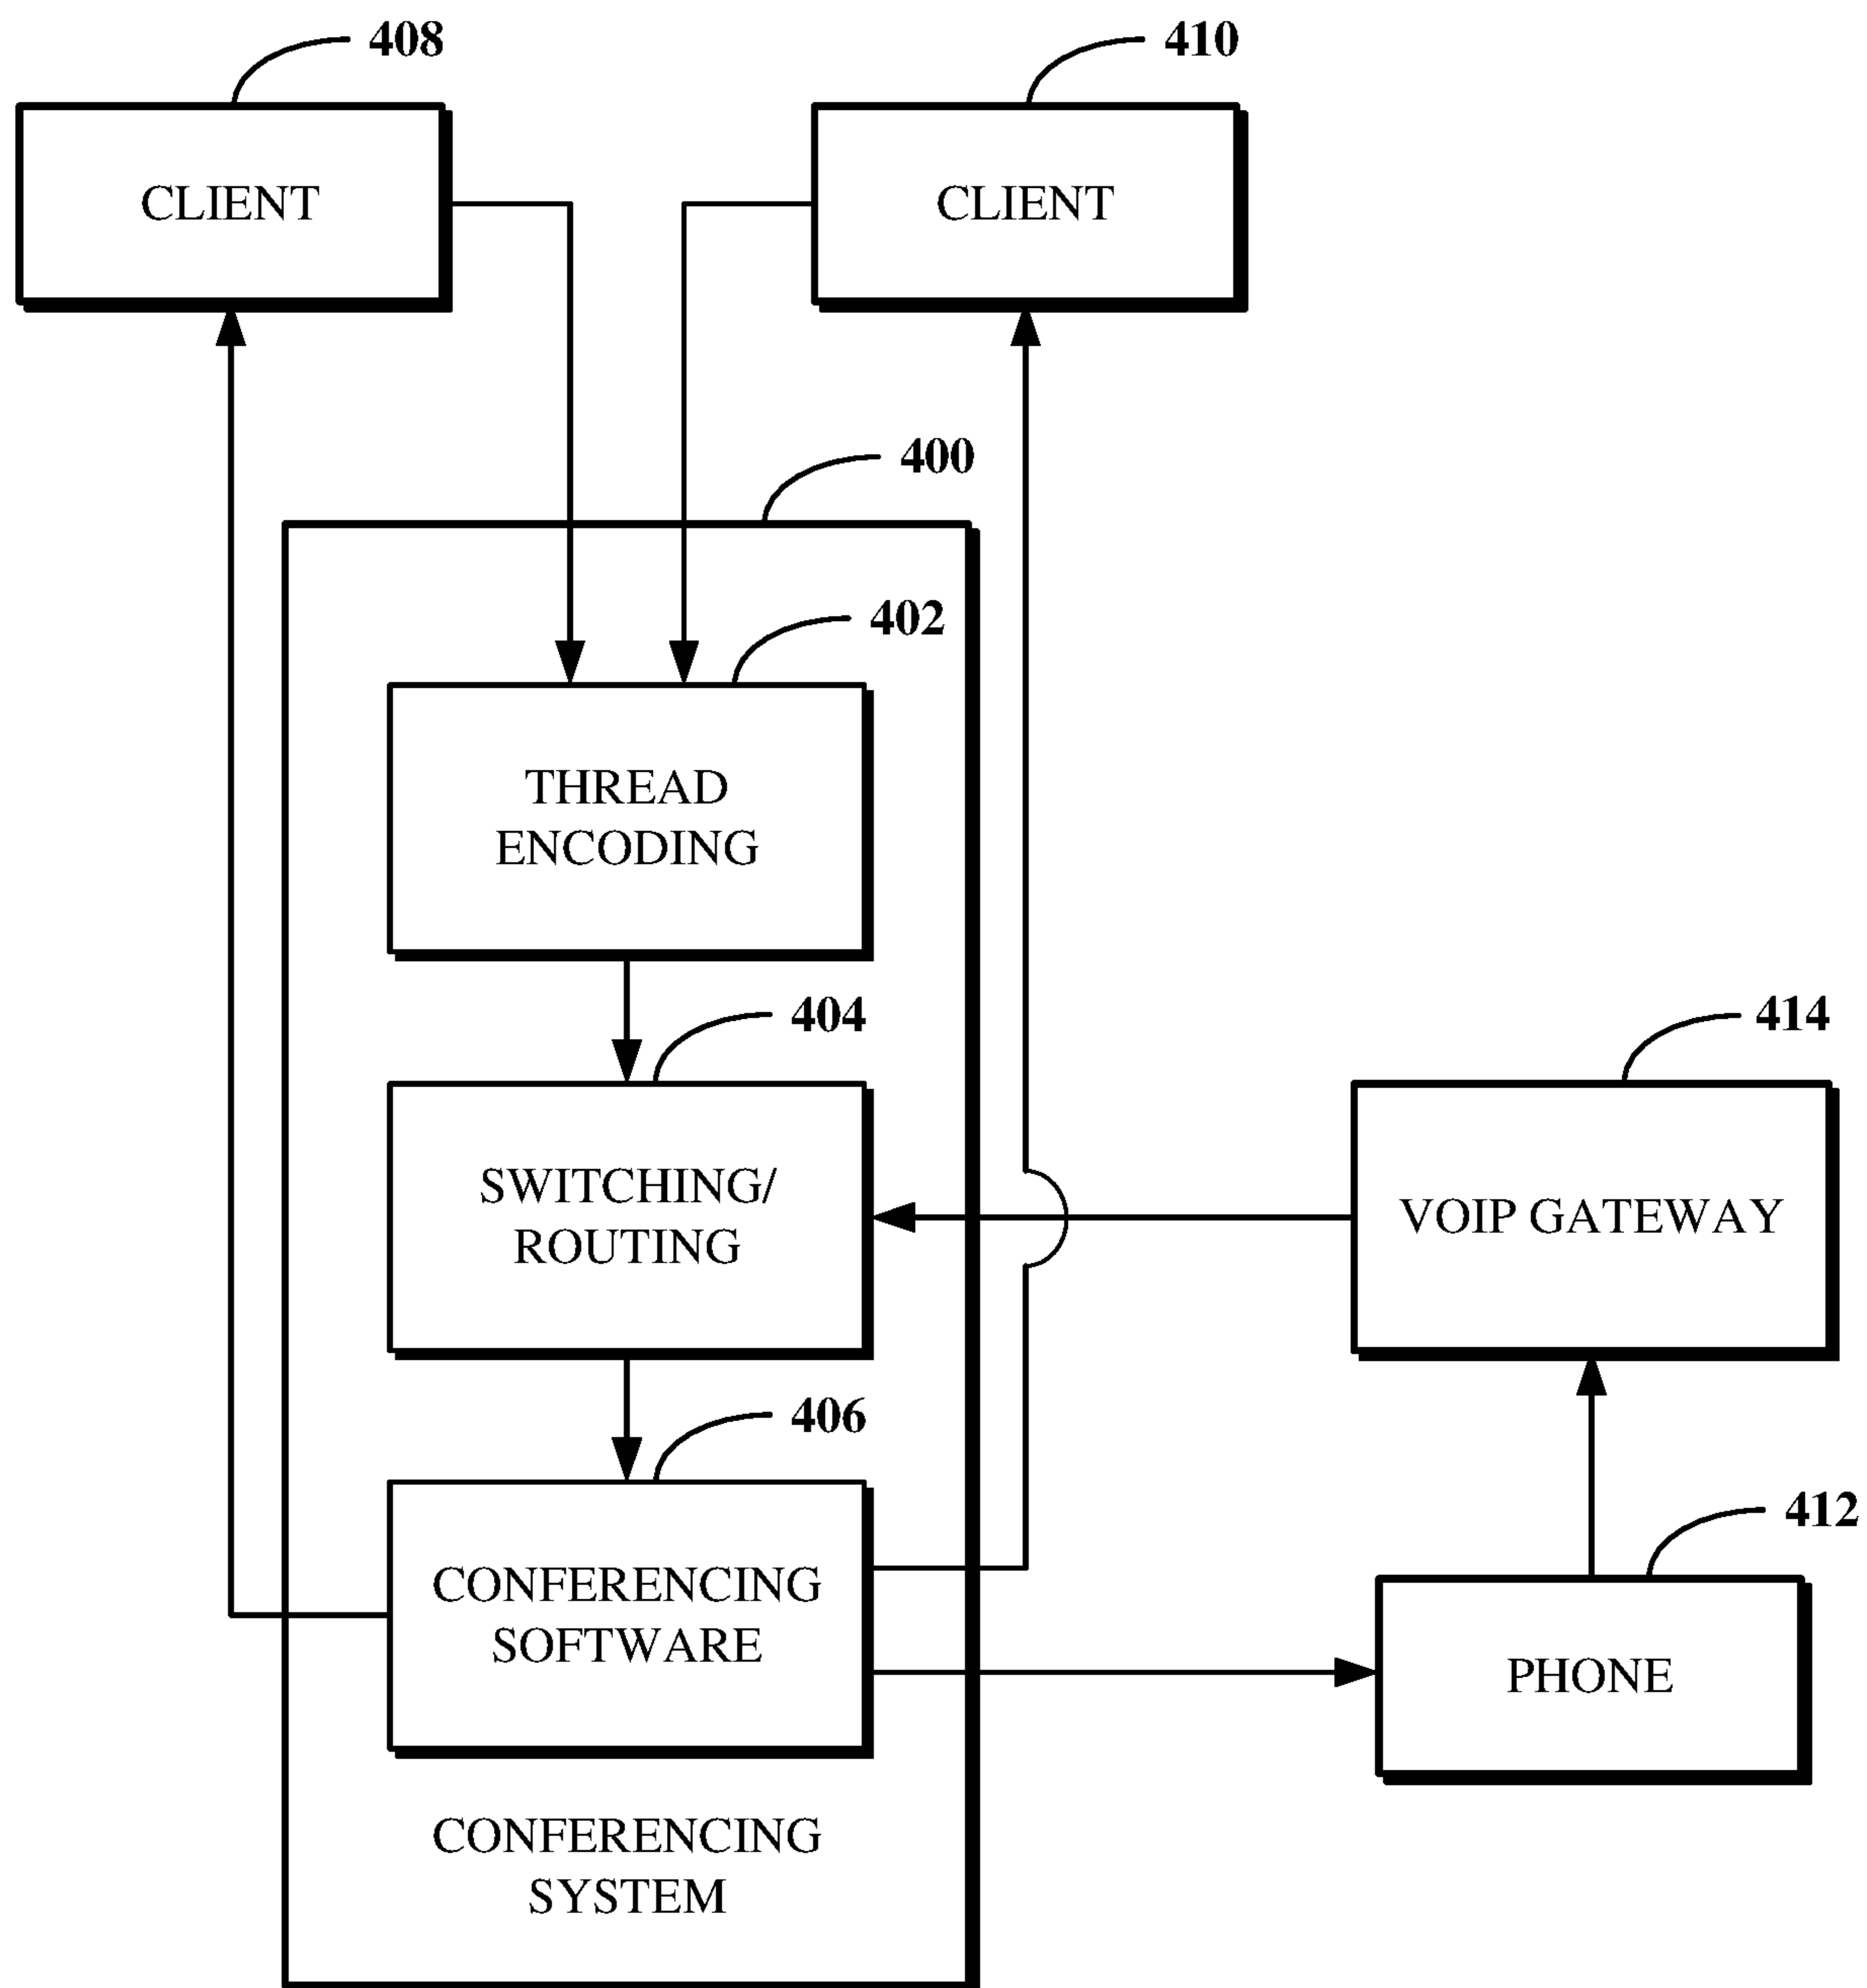 408
410
CLIENT
CLIENT
400
402
THREAD
ENCODING
404
414
SWITCHING/
ROUTING
VOIP GATEWAY
406
412
CONFERENCING
SOFTWARE
PHONE
CONFERENCING
SYSTEM